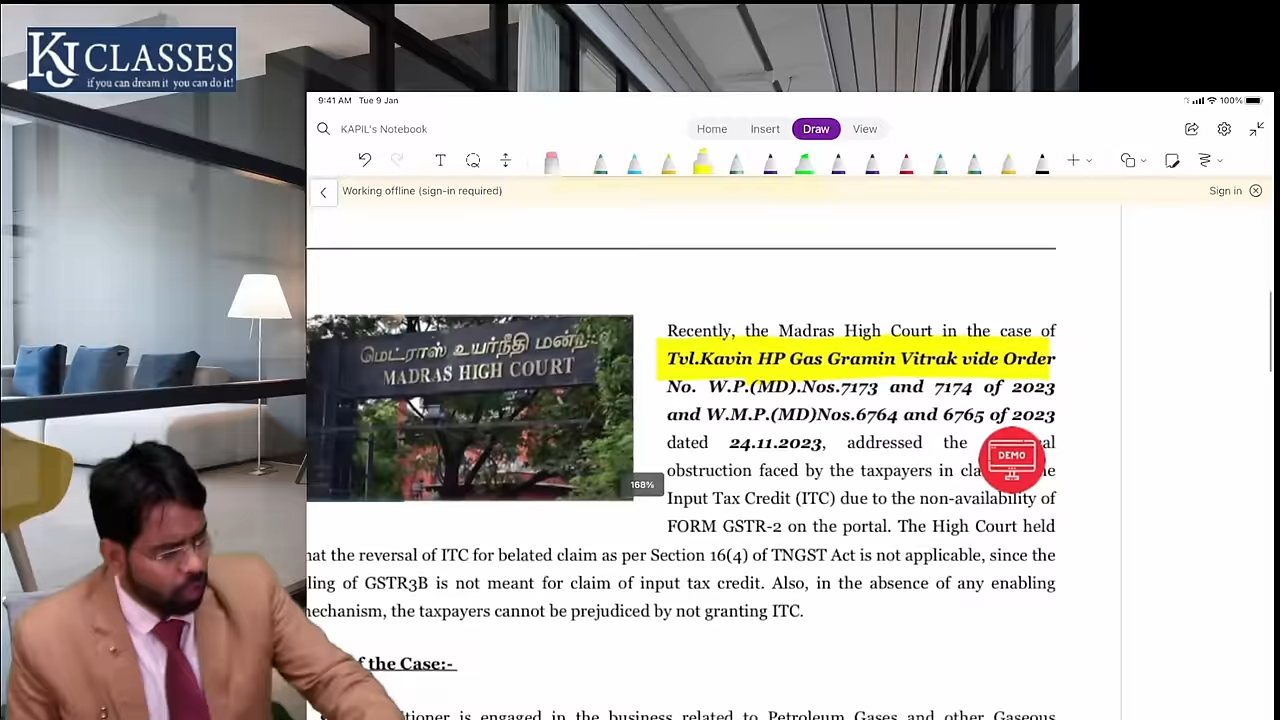 KJ CLASSES
if you can dream it you can do it!
9:41 AM Tue 9 Jan
100%
KAPIL's Notebook
Home Insert Draw View
Working offline (sign-in required)
Sign in
மெட்ராஸ் உயர்நீதி
MADRAS HIGH COURT
Recently, the Madras High Court in the case of
Tvl.Kavin HP Gas Gramin Vitrak vide Order
No. W.P.(MD).Nos.7173 and 7174 of 2023
and W.M.P.(MD)Nos.6764 and 6765 of 2023
dated 24.11.2023, addressed the
DEMO
obstruction faced by the taxpayers in
168%
Input Tax Credit (ITC) due to the non-availability of
FORM GSTR-2 on the portal. The High Court held
hat the reversal of ITC for belated claim as per Section 16(4) of TNGST Act is not applicable, since the
ling of GSTR3B is not meant for claim of input tax credit. Also, in the absence of any enabling
mechanism, the taxpayers cannot be prejudiced by not granting ITC.
of the Case:-
is engaged in the business related to Petroleum Gases and other Gaseous